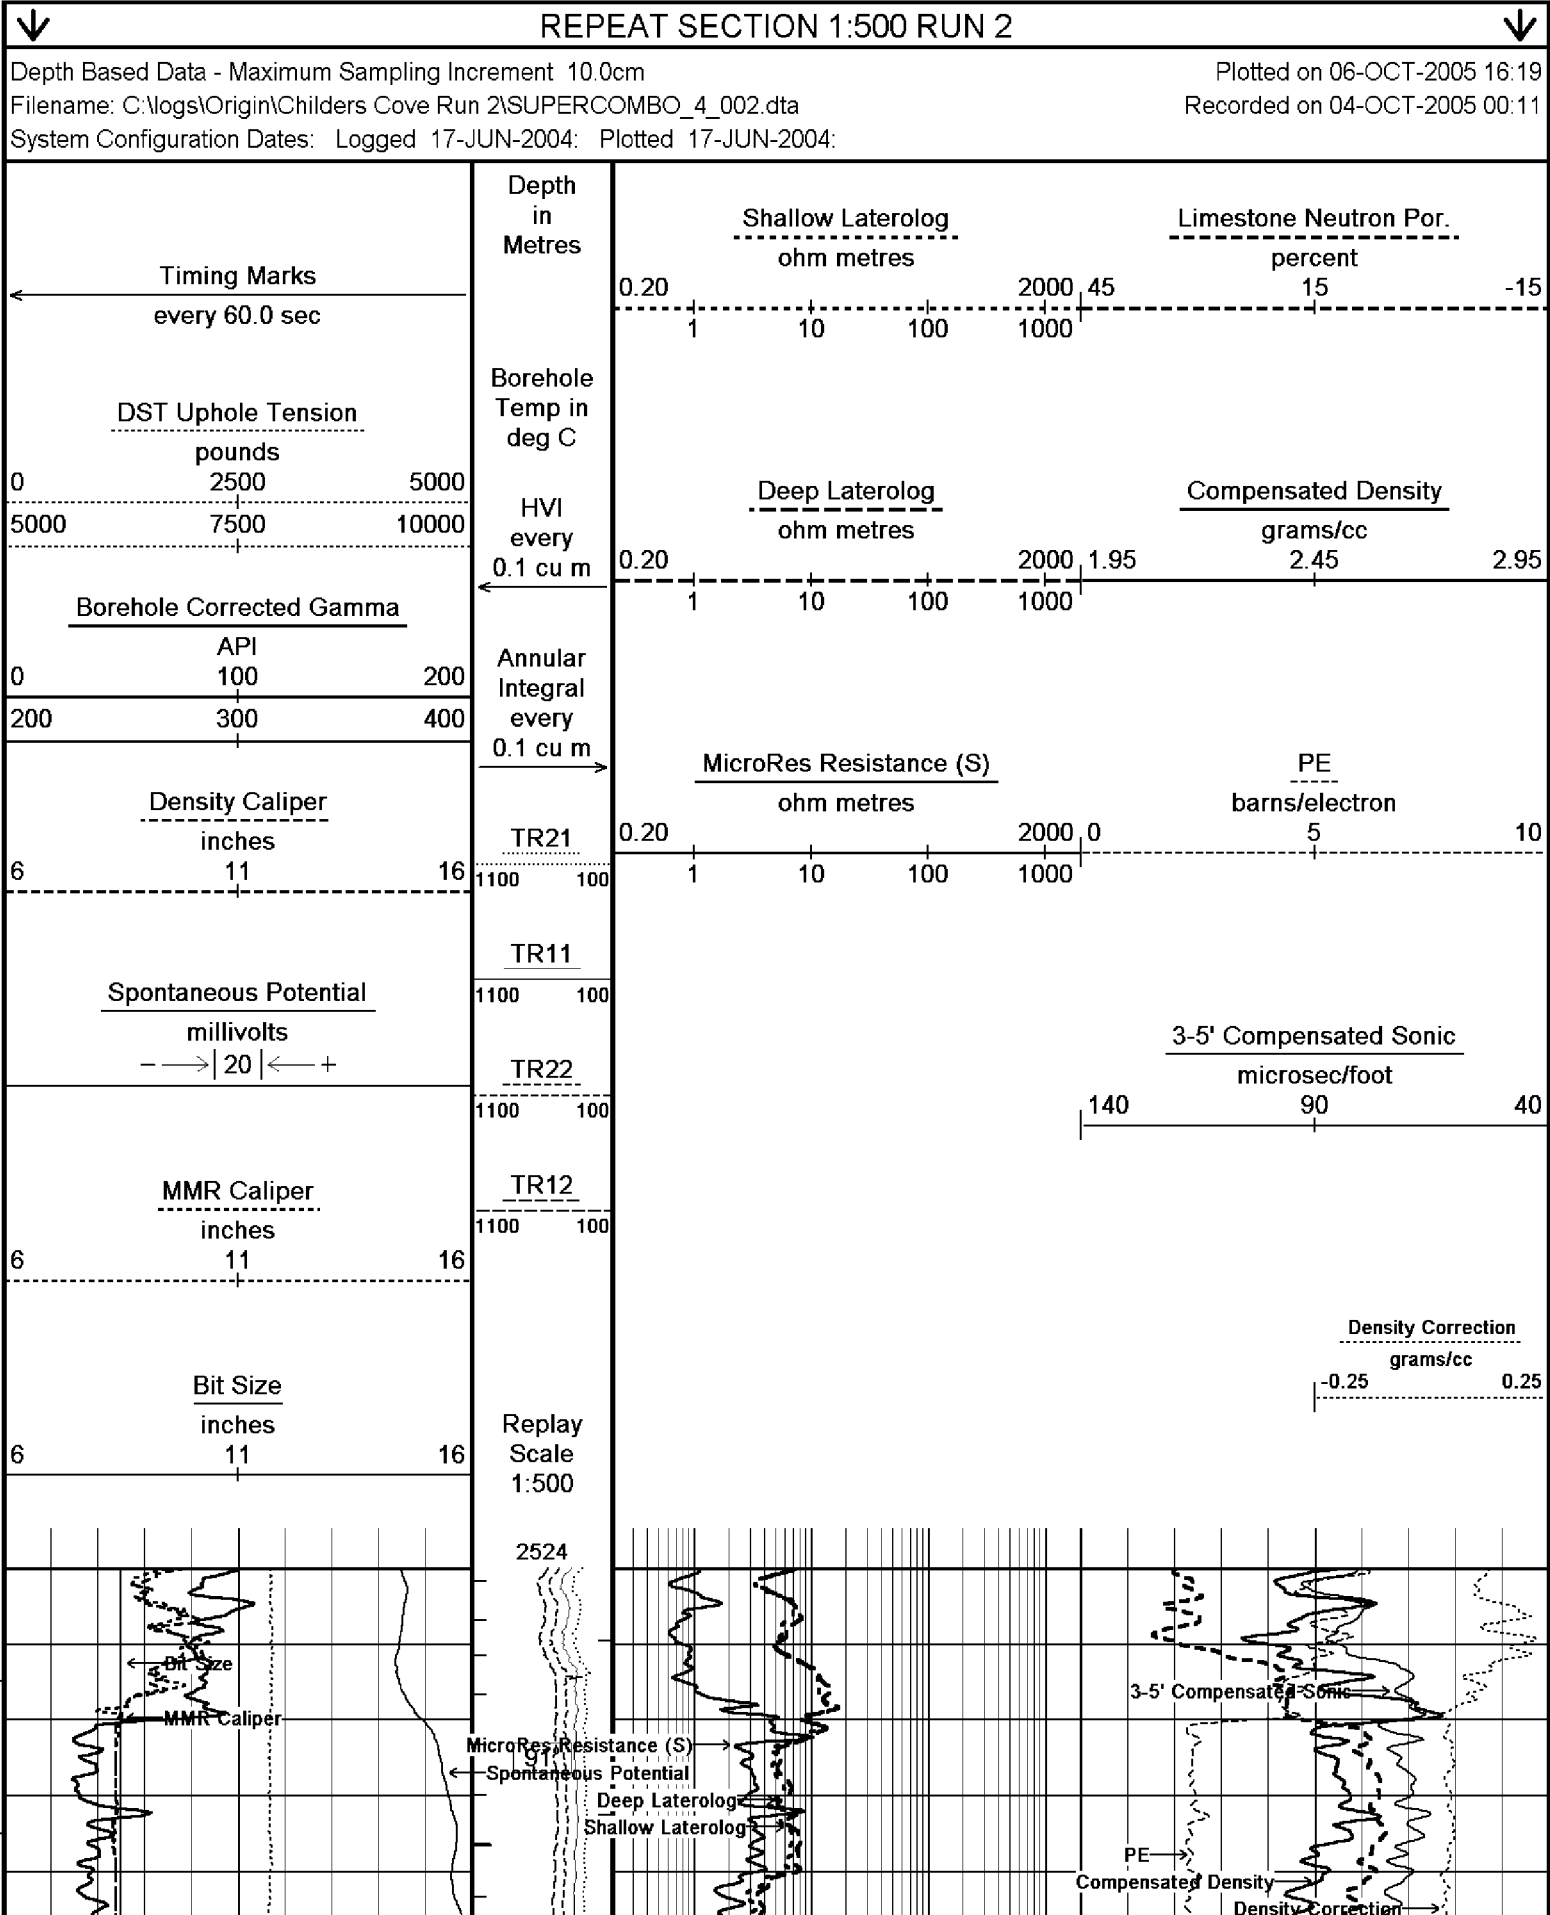 REPEAT SECTION 1:500 RUN 2
Depth Based Data - Maximum Sampling Increment 10.0cm
Plotted on 06-OCT-2005 16:19
Filename: C:\logs\Origin\Childers Cove Run 2\SUPERCOMBO_4_002.dta
Recorded on 04-OCT-2005 00:11
System Configuration Dates: Logged 17-JUN-2004: Plotted 17-JUN-2004:
Timing Marks
every 60.0 sec
DST Uphole Tension
pounds
0 2500 5000
5000 7500 10000
Borehole Corrected Gamma
API
0 100 200
200 300 400
Density Caliper
inches
6 11 16
Spontaneous Potential
millivolts
− 20 +
MMR Caliper
inches
6 11 16
Bit Size
inches
6 11 16
Depth
in
Metres
Borehole
Temp in
deg C
HVI
every
0.1 cu m
Annular
Integral
every
0.1 cu m
TR21
1100 100
TR11
1100 100
TR22
1100 100
TR12
1100 100
Replay
Scale
1:500
Shallow Laterolog
ohm metres
0.20 2000
1 10 100 1000
Deep Laterolog
ohm metres
0.20 2000
1 10 100 1000
MicroRes Resistance (S)
ohm metres
0.20 2000
1 10 100 1000
Limestone Neutron Por.
percent
45 15 -15
Compensated Density
grams/cc
1.95 2.45 2.95
PE
barns/electron
0 5 10
3-5' Compensated Sonic
microsec/foot
140 90 40
Density Correction
grams/cc
-0.25 0.25
2524
Bit Size
3-5' Compensated Sonic
MMR Caliper
MicroRes Resistance (S)
91
Spontaneous Potential
Deep Laterolog
Shallow Laterolog
PE
Compensated Density
Density Correction